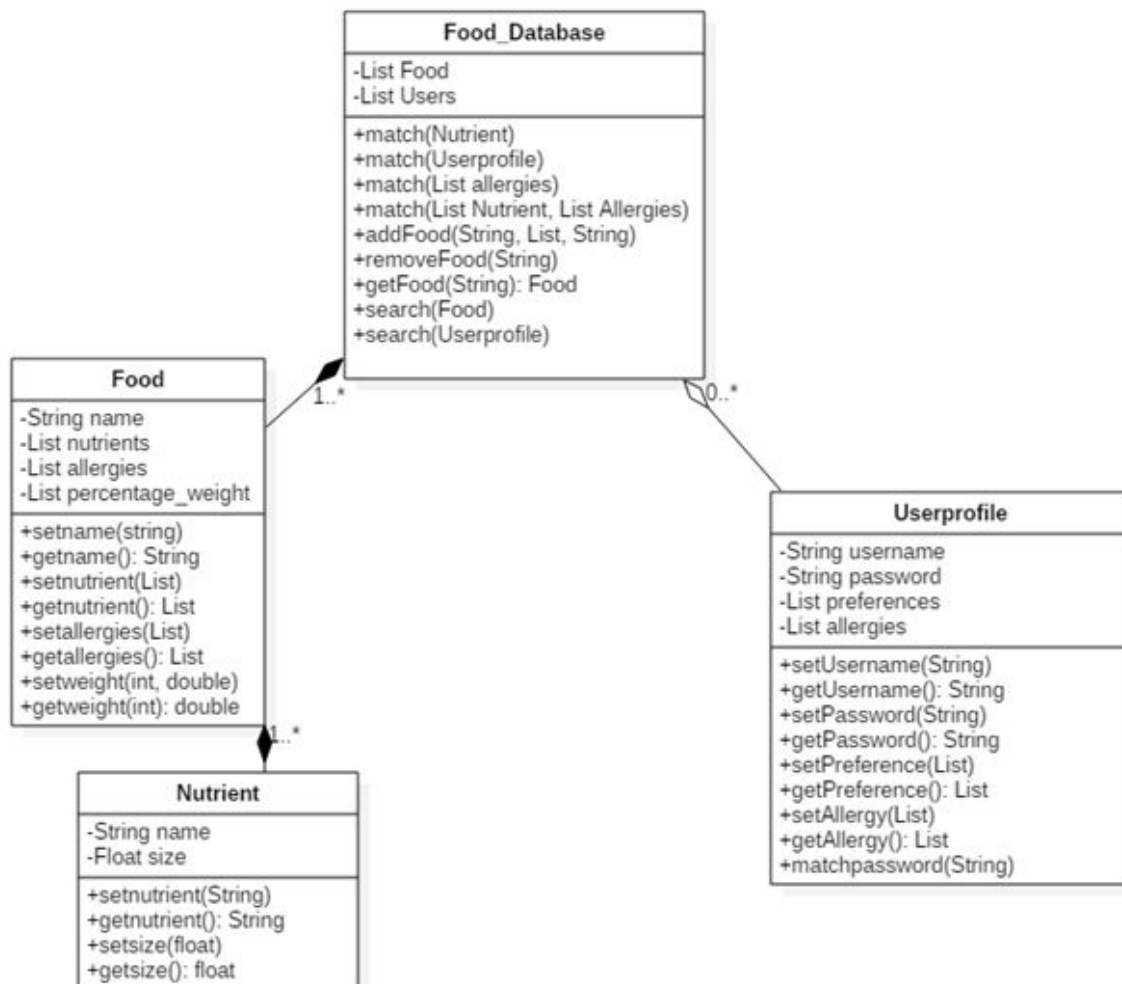 Food_Database
-List Food
-List Users
+match(Nutrient)
+match(Userprofile)
+match(List allergies)
+match(List Nutrient, List Allergies)
+addFood(String, List, String)
+removeFood(String)
+getFood(String): Food
+search(Food)
+search(Userprofile)
1..*
0..*
Food
-String name
-List nutrients
-List allergies
-List percentage_weight
+setname(string)
+getname(): String
+setnutrient(List)
+getnutrient(): List
+setallergies(List)
+getallergies(): List
+setweight(int, double)
+getweight(int): double
1..*
Userprofile
-String username
-String password
-List preferences
-List allergies
+setUsername(String)
+getUsername(): String
+setPassword(String)
+getPassword(): String
+setPreference(List)
+getPreference(): List
+setAllergy(List)
+getAllergy(): List
+matchpassword(String)
Nutrient
-String name
-Float size
+setnutrient(String)
+getnutrient(): String
+setsize(float)
+getsize(): float